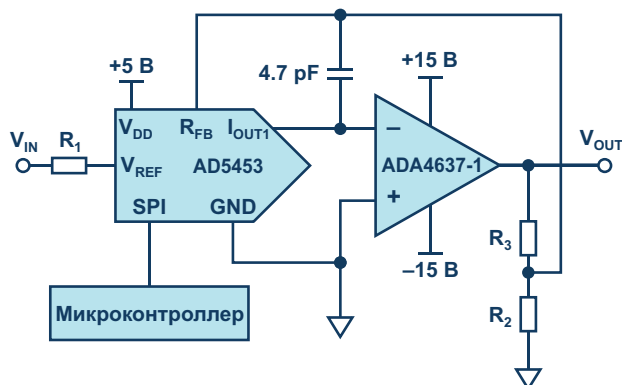 +5 В
4.7 pF
+15 В
V_IN
R_1
V_DD
R_FB
I_OUT1
V_REF
AD5453
SPI
GND
–
ADA4637-1
+
V_OUT
–15 В
R_3
R_2
Микроконтроллер